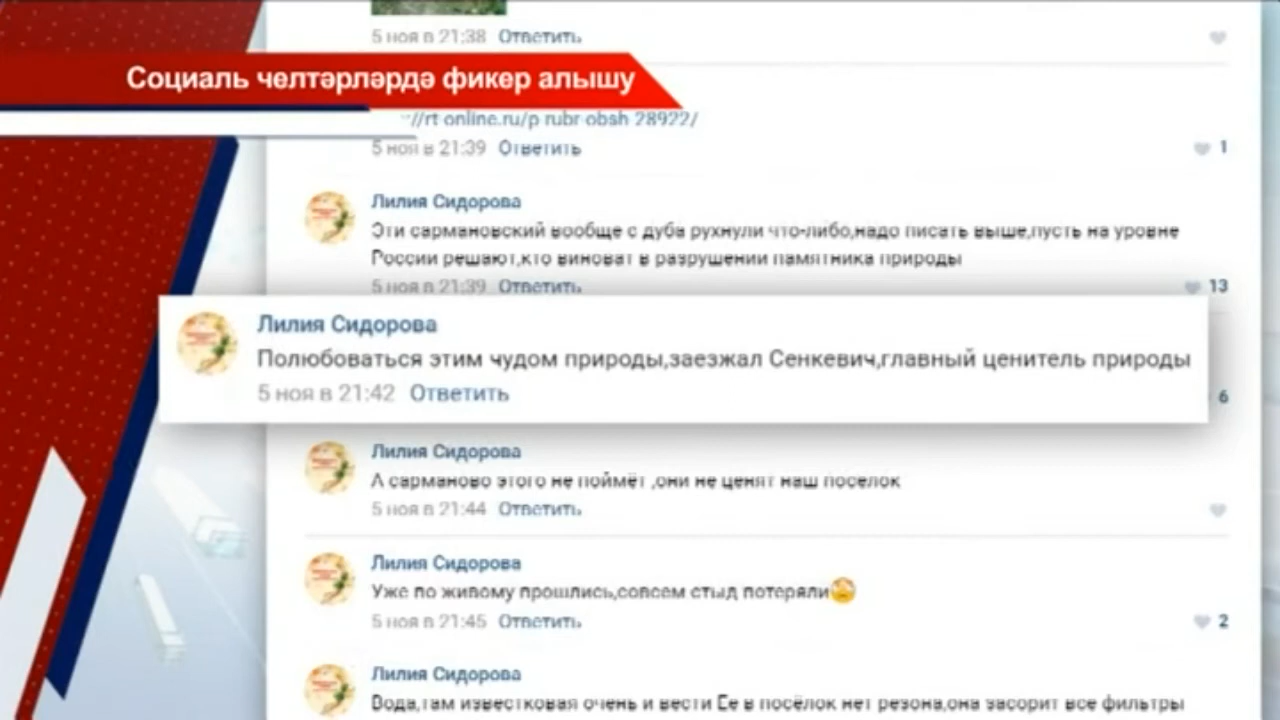 5 ноя в 21:38 Ответить
Социаль челтәрләрдә фикер алышу
//rt-online.ru/p-rubr-obsh-28922/
5 ноя в 21:39 Ответить 1
Лилия Сидорова
Эти сармановский вообще с дуба рухнули что-либо,надо писать выше,пусть на уровне
России решают,кто виноват в разрушении памятника природы
5 ноя в 21:39 Ответить 13
Лилия Сидорова
Полюбоваться этим чудом природы,заезжал Сенкевич,главный ценитель природы
5 ноя в 21:42 Ответить
6
Лилия Сидорова
А сарманово этого не поймёт ,они не ценят наш поселок
5 ноя в 21:44 Ответить
Лилия Сидорова
Уже по живому прошлись,совсем стыд потеряли
5 ноя в 21:45 Ответить 2
Лилия Сидорова
Вода,там известковая очень и вести Ее в посёлок нет резона,она засорит все фильтры